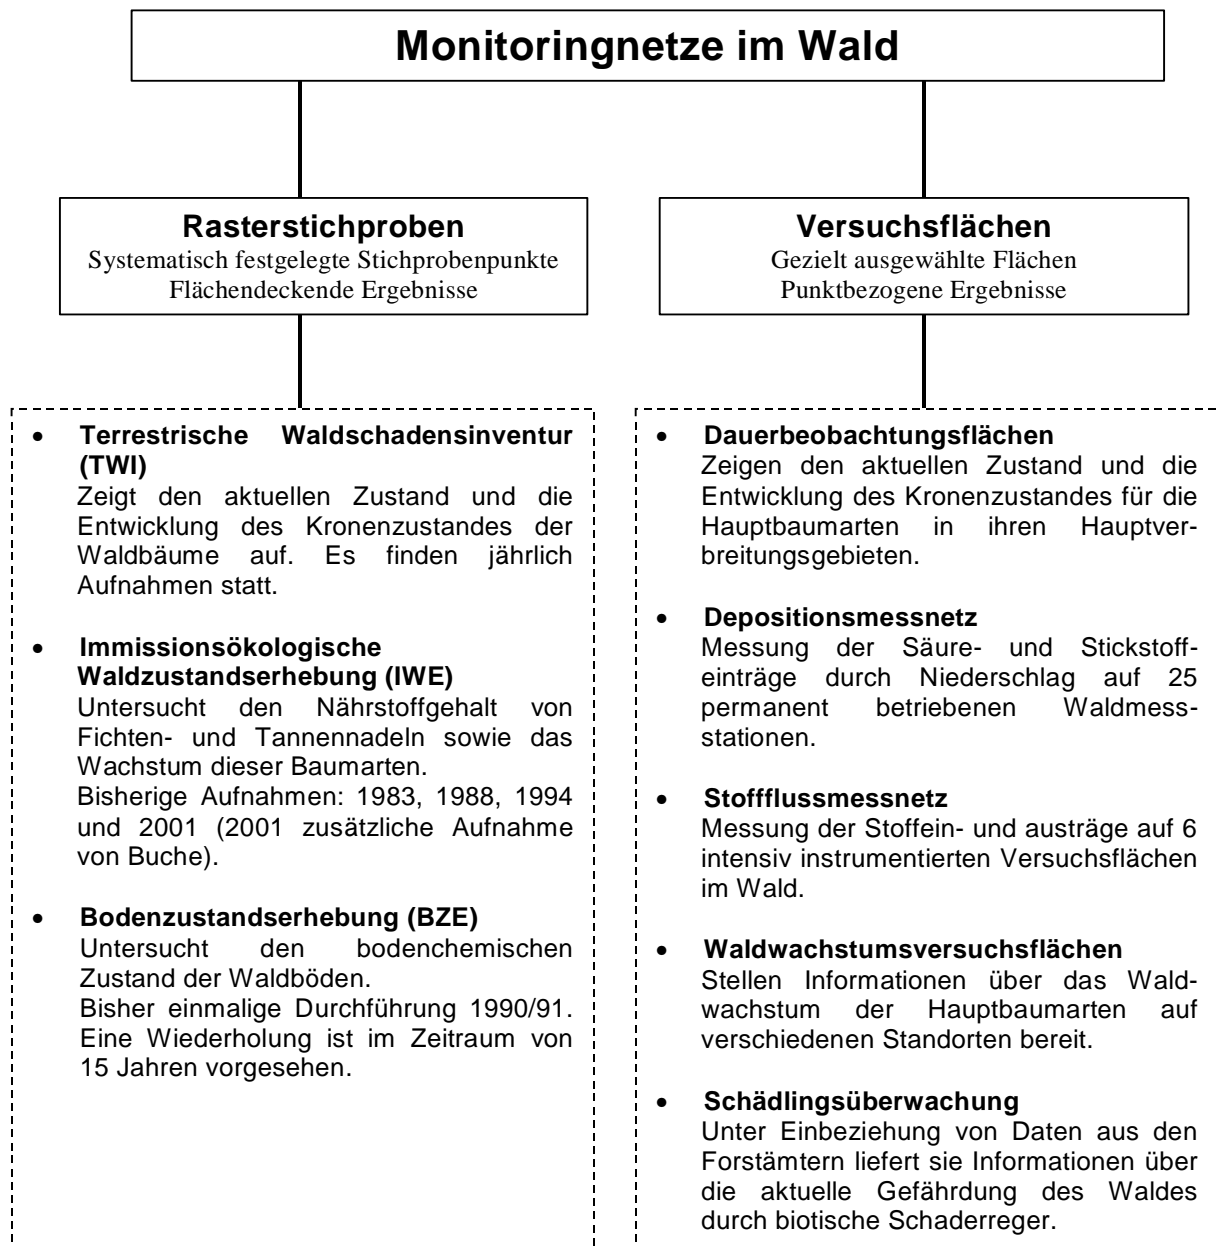 Monitoringnetze im Wald
Rasterstichproben
Systematisch festgelegte Stichprobenpunkte
Flächendeckende Ergebnisse
Versuchsflächen
Gezielt ausgewählte Flächen
Punktbezogene Ergebnisse
• Terrestrische Waldschadensinventur
(TWI)
Zeigt den aktuellen Zustand und die
Entwicklung des Kronenzustandes der
Waldbäume auf. Es finden jährlich
Aufnahmen statt.
• Immissionsökologische
Waldzustandserhebung (IWE)
Untersucht den Nährstoffgehalt von
Fichten- und Tannennadeln sowie das
Wachstum dieser Baumarten.
Bisherige Aufnahmen: 1983, 1988, 1994
und 2001 (2001 zusätzliche Aufnahme
von Buche).
• Bodenzustandserhebung (BZE)
Untersucht den bodenchemischen
Zustand der Waldböden.
Bisher einmalige Durchführung 1990/91.
Eine Wiederholung ist im Zeitraum von
15 Jahren vorgesehen.
• Dauerbeobachtungsflächen
Zeigen den aktuellen Zustand und die
Entwicklung des Kronenzustandes für die
Hauptbaumarten in ihren Hauptver-
breitungsgebieten.
• Depositionsmessnetz
Messung der Säure- und Stickstoff-
einträge durch Niederschlag auf 25
permanent betriebenen Waldmess-
stationen.
• Stoffflussmessnetz
Messung der Stoffein- und austräge auf 6
intensiv instrumentierten Versuchsflächen
im Wald.
• Waldwachstumsversuchsflächen
Stellen Informationen über das Wald-
wachstum der Hauptbaumarten auf
verschiedenen Standorten bereit.
• Schädlingsüberwachung
Unter Einbeziehung von Daten aus den
Forstämtern liefert sie Informationen über
die aktuelle Gefährdung des Waldes
durch biotische Schaderreger.